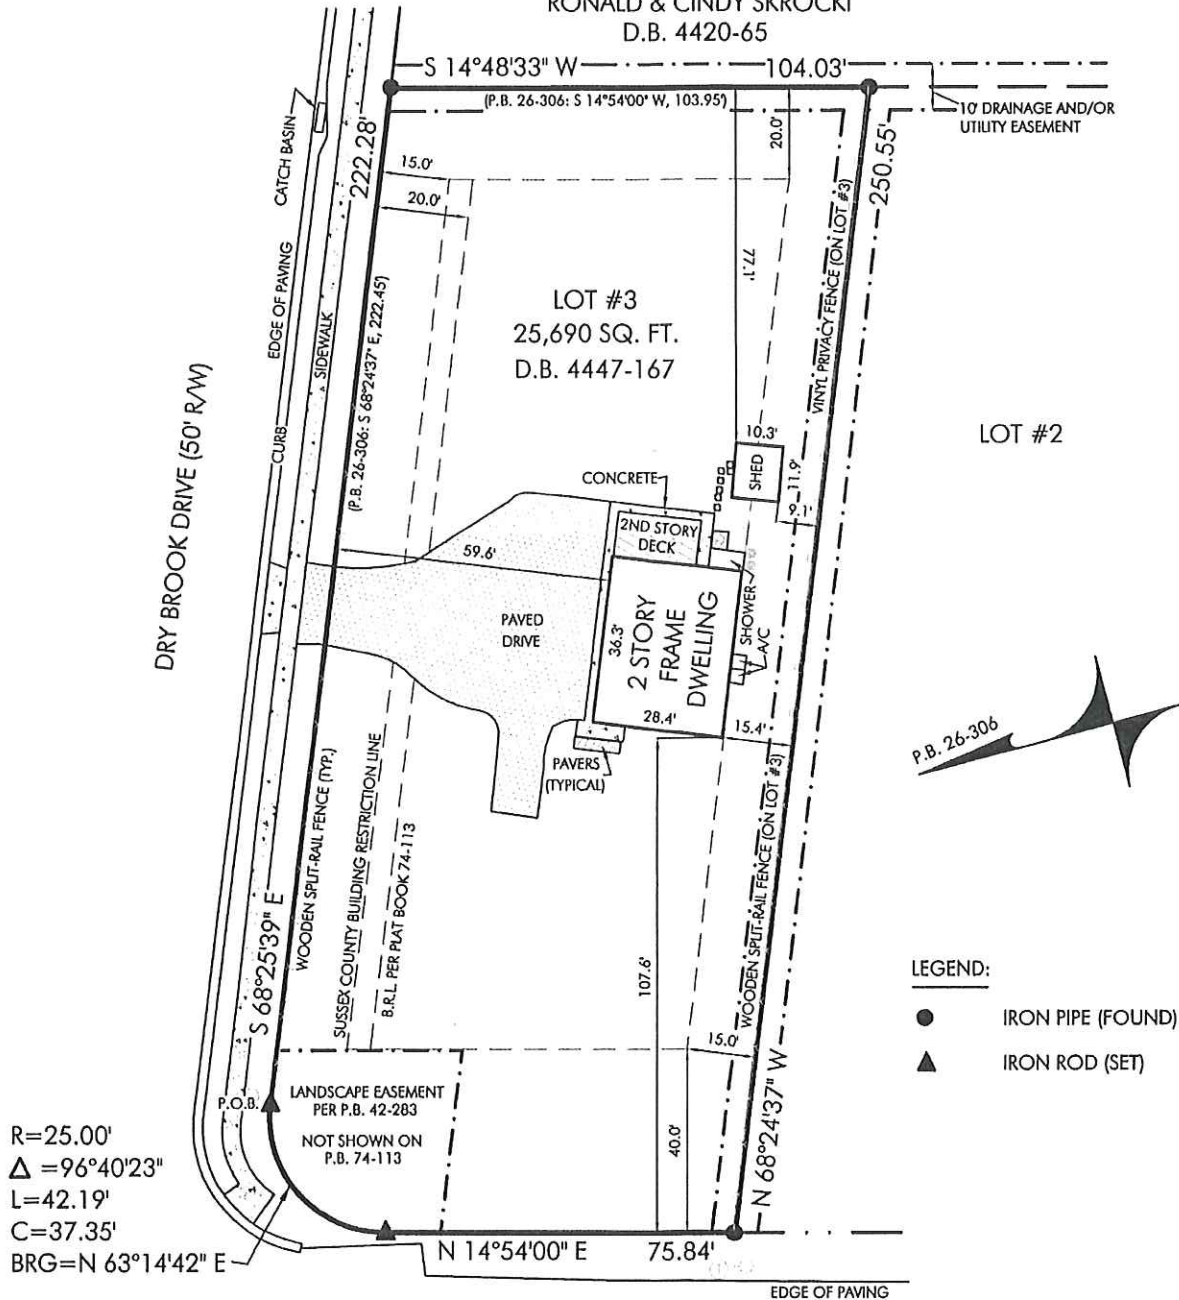 RONALD & CINDY SKROCKI
D.B. 4420-65
S 14°48'33" W
104.03'
(P.B. 26-306: S 14°54'00" W, 103.95')
10' DRAINAGE AND/OR
UTILITY EASEMENT
CATCH BASIN
222.28'
250.55'
15.0'
20.0'
20.0'
77.1'
EDGE OF PAVING
SIDEWALK
CURB
(P.B. 26-306: S 68°24'37" E, 222.45')
VINYL PRIVACY FENCE (ON LOT #3)
LOT #3
25,690 SQ. FT.
D.B. 4447-167
LOT #2
DRY BROOK DRIVE (50' R/W)
10.3'
SHED
11.9'
9.1'
CONCRETE
2ND STORY
DECK
59.6'
PAVED
DRIVE
36.3'
2 STORY
FRAME
DWELLING
28.4'
SHOWER
A/C
15.4'
PAVERS
(TYPICAL)
P.B. 26-306
WOODEN SPLIT-RAIL FENCE (TYP.)
SUSSEX COUNTY BUILDING RESTRICTION LINE
B.R.L. PER PLAT BOOK 74-113
WOODEN SPLIT-RAIL FENCE (ON LOT #3)
S 68°25'39" E
107.6'
15.0'
40.0'
N 68°24'37" W
LEGEND:
IRON PIPE (FOUND)
IRON ROD (SET)
P.O.B.
LANDSCAPE EASEMENT
PER P.B. 42-283
NOT SHOWN ON
P.B. 74-113
R=25.00'
Δ =96°40'23"
L=42.19'
C=37.35'
BRG=N 63°14'42" E
N 14°54'00" E
75.84'
EDGE OF PAVING